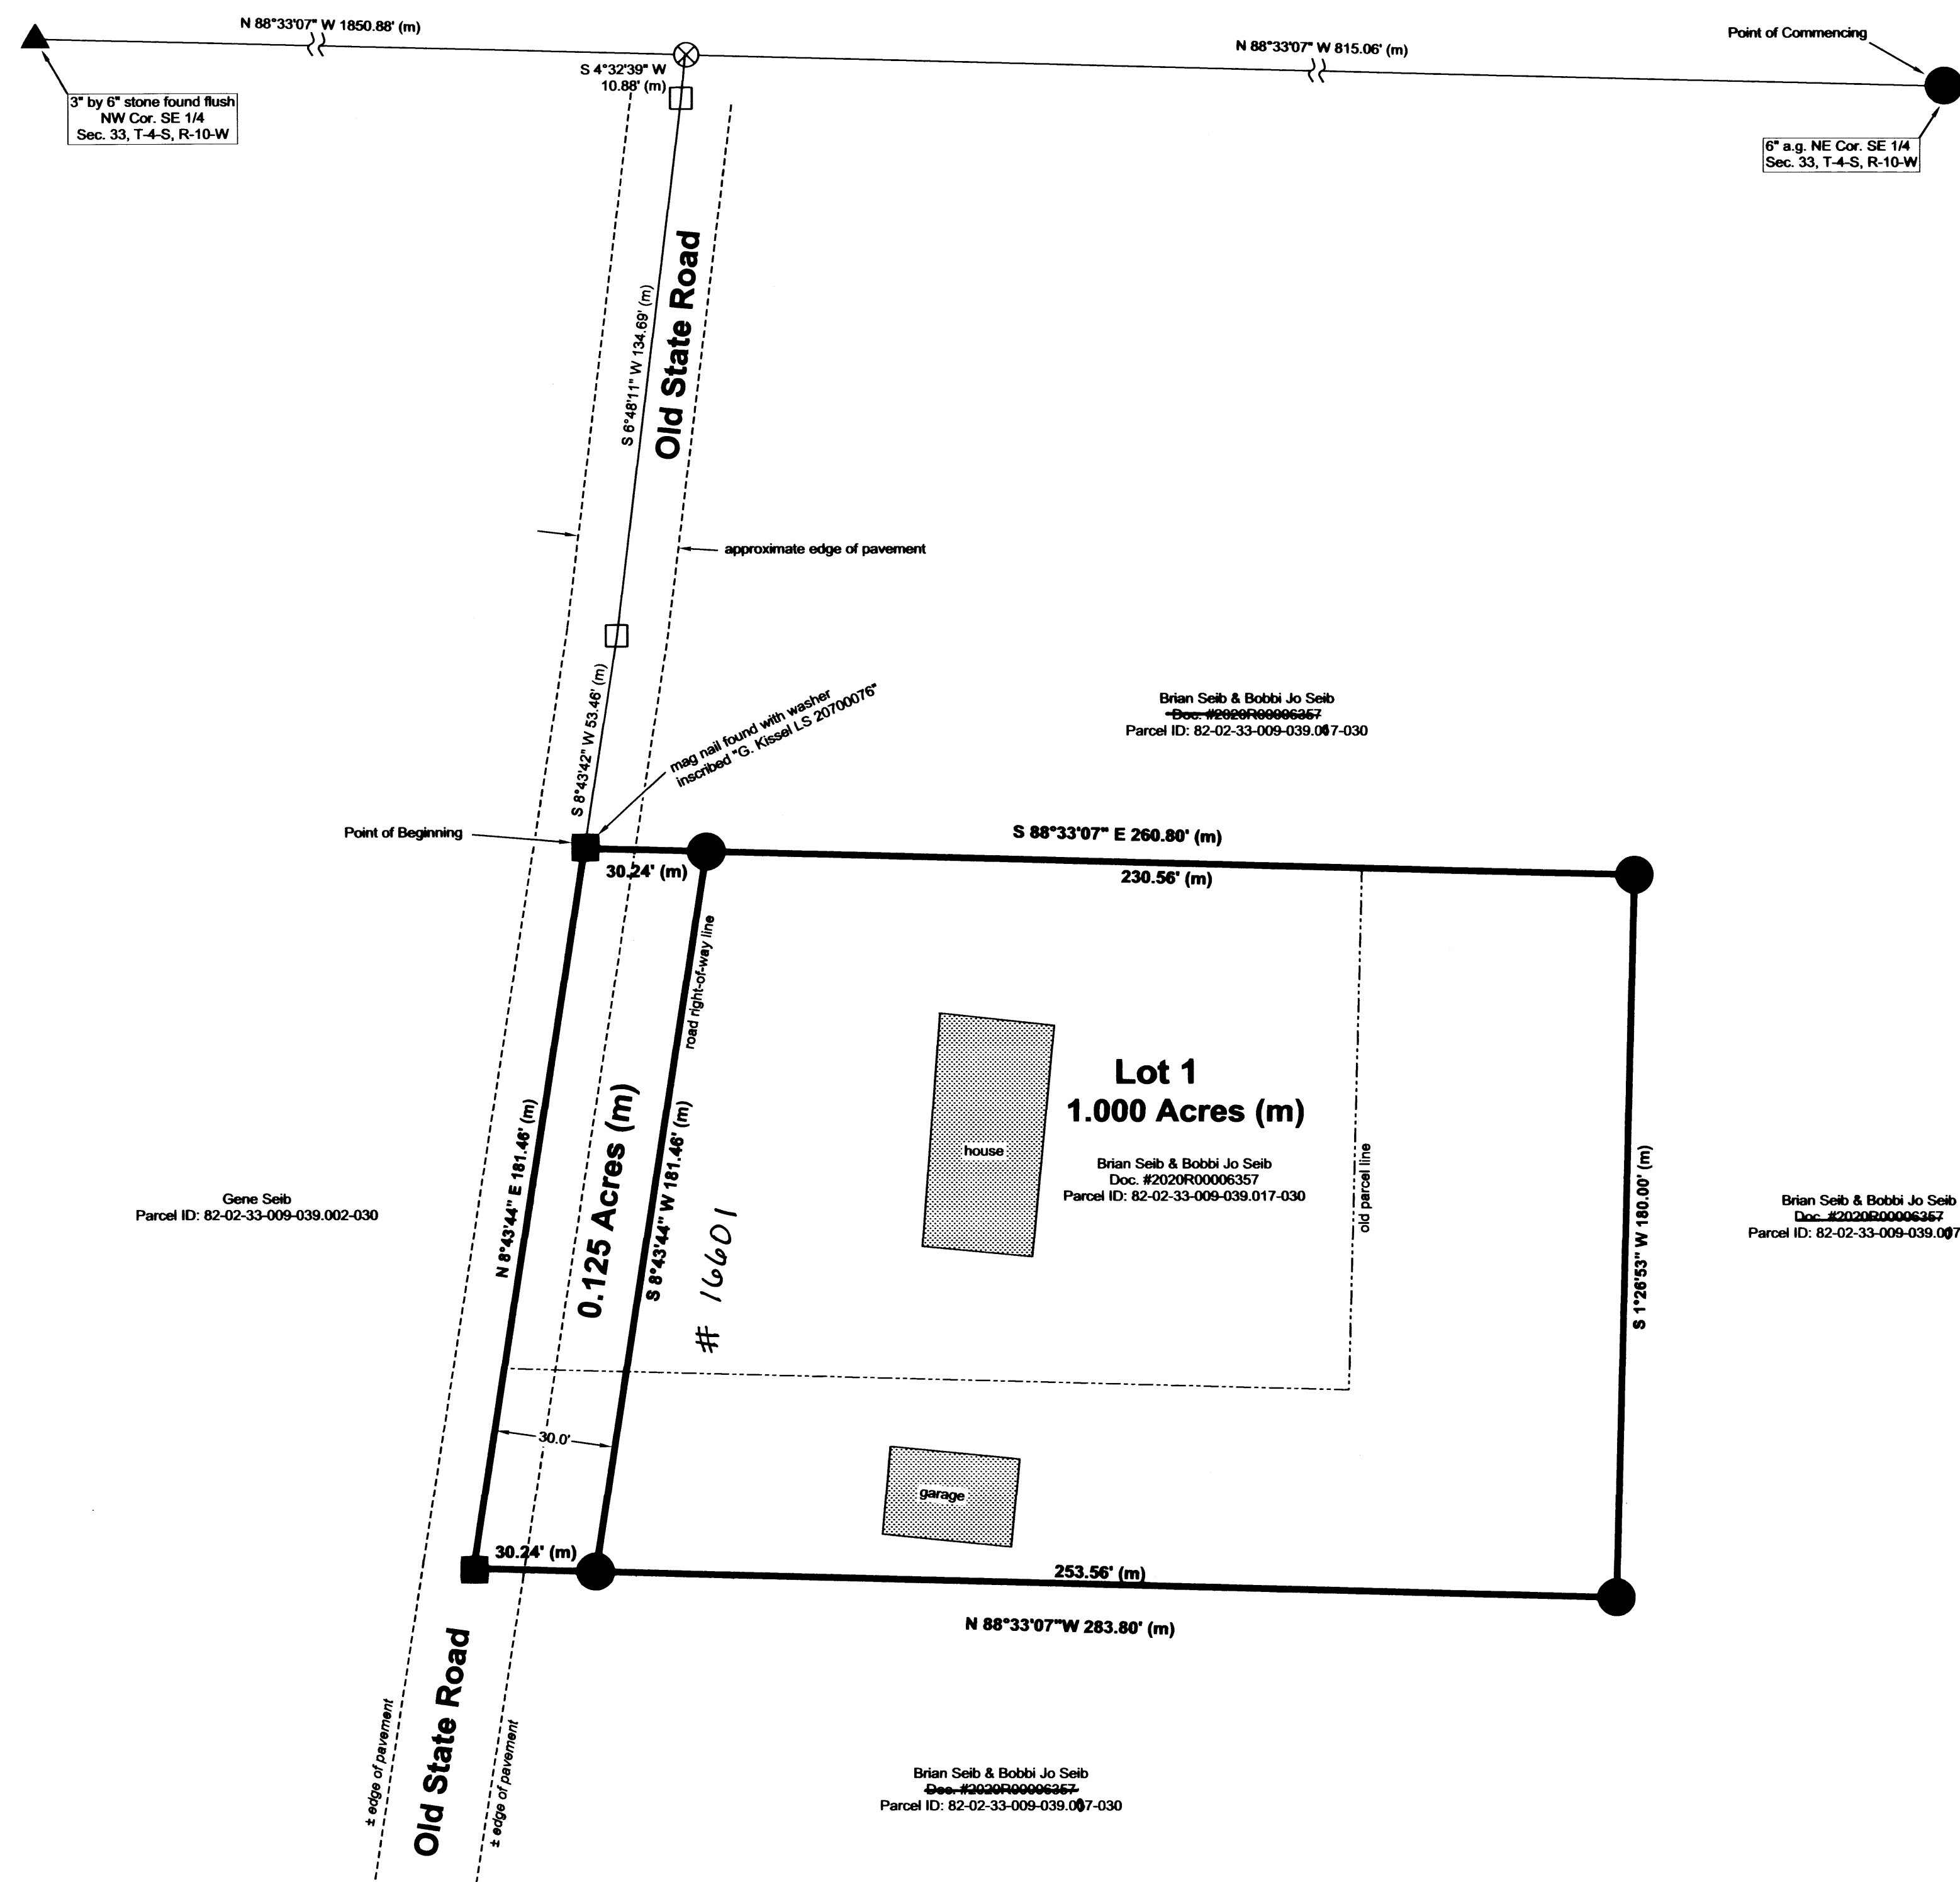 N 88°33'07" W 1850.88' (m)
N 88°33'07" W 815.06' (m)
Point of Commencing
S 4°32'39" W
10.88' (m)
3" by 6" stone found flush
NW Cor. SE 1/4
Sec. 33, T-4-S, R-10-W
6" a.g. NE Cor. SE 1/4
Sec. 33, T-4-S, R-10-W
S 6°48'11" W 134.69' (m)
Old State Road
approximate edge of pavement
S 8°43'42" W 53.46' (m)
mag nail found with washer
inscribed "G. Kissel LS 20700076"
Brian Seib & Bobbi Jo Seib
Doc. #2020R00006357
Parcel ID: 82-02-33-009-039.007-030
Point of Beginning
S 88°33'07" E 260.80' (m)
30.24' (m)
230.56' (m)
road right-of-way line
Lot 1
1.000 Acres (m)
house
Brian Seib & Bobbi Jo Seib
Doc. #2020R00006357
Parcel ID: 82-02-33-009-039.017-030
old parcel line
N 8°43'44" E 181.46' (m)
0.125 Acres (m)
S 8°43'44" W 181.46' (m)
# 16601
S 1°26'53" W 180.00' (m)
Gene Seib
Parcel ID: 82-02-33-009-039.002-030
Brian Seib & Bobbi Jo Seib
Doc. #2020R00006357
Parcel ID: 82-02-33-009-039.007
30.0'
garage
30.24' (m)
253.56' (m)
N 88°33'07"W 283.80' (m)
± edge of pavement
Old State Road
± edge of pavement
Brian Seib & Bobbi Jo Seib
Doc. #2020R00006357
Parcel ID: 82-02-33-009-039.007-030